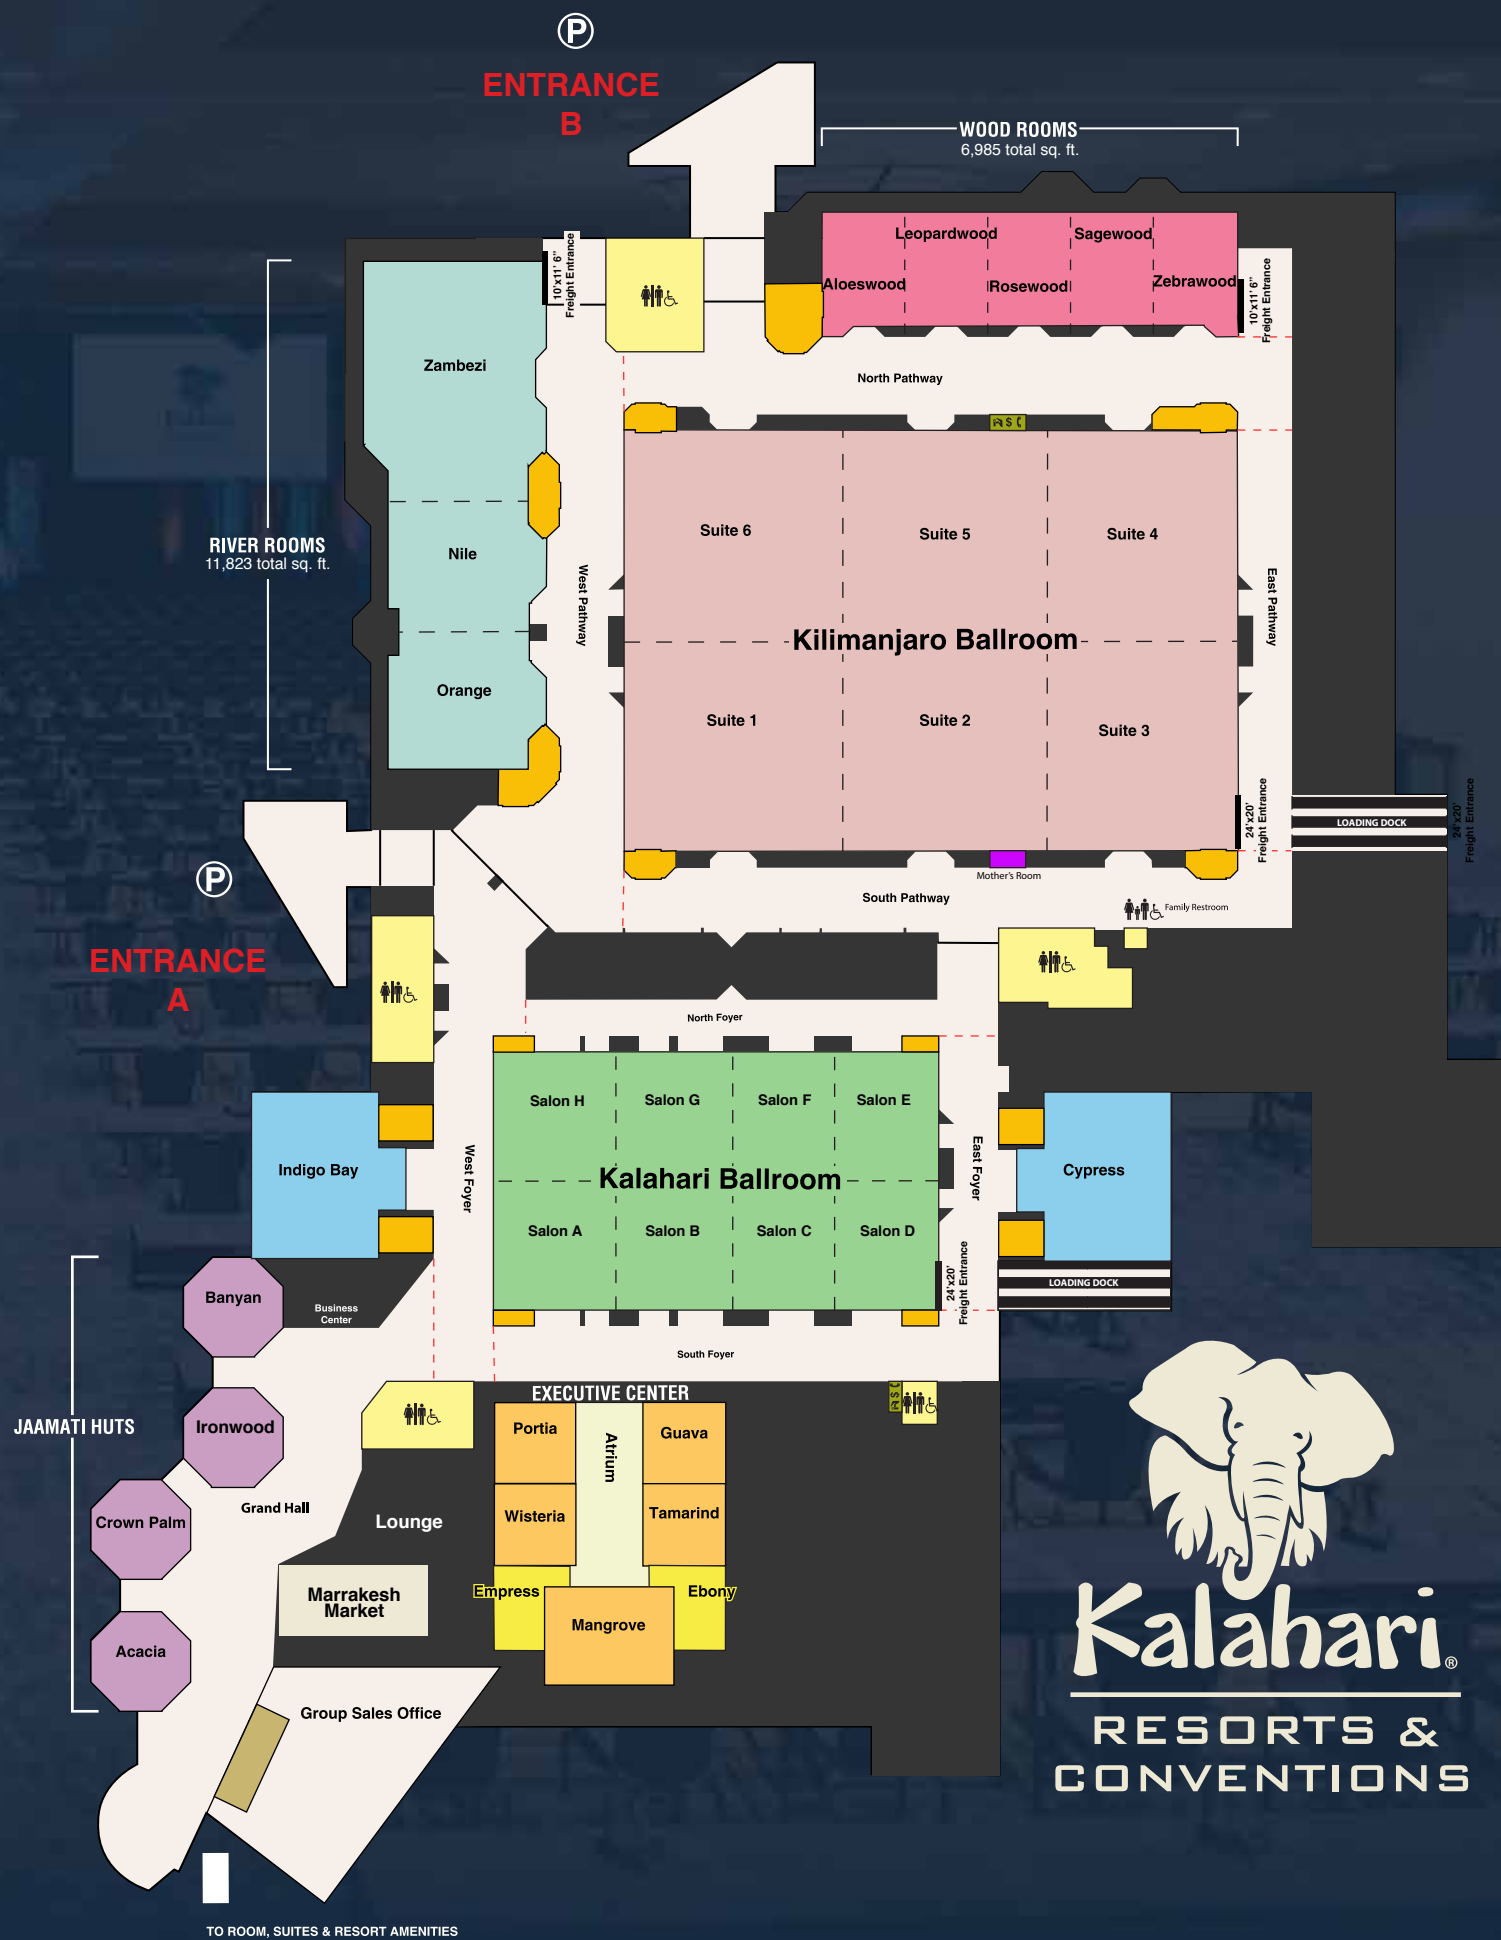 P
ENTRANCE
B
WOOD ROOMS
6,985 total sq. ft.
Leopardwood
Sagewood
Aloeswood
Rosewood
Zebrawood
10'x11' 6"
Freight Entrance
10'x11' 6"
Freight Entrance
Zambezi
North Pathway
$
Suite 6
Suite 5
Suite 4
RIVER ROOMS
11,823 total sq. ft.
Nile
West Pathway
East Pathway
Kilimanjaro Ballroom
Orange
Suite 1
Suite 2
Suite 3
24'x20'
Freight Entrance
LOADING DOCK
24'x20'
Freight Entrance
P
Mother's Room
South Pathway
Family Restroom
ENTRANCE
A
North Foyer
Salon H
Salon G
Salon F
Salon E
West Foyer
East Foyer
Indigo Bay
Kalahari Ballroom
Cypress
Salon A
Salon B
Salon C
Salon D
24'x20'
Freight Entrance
LOADING DOCK
Banyan
Business
Center
South Foyer
EXECUTIVE CENTER
$
JAAMATI HUTS
Ironwood
Portia
Atrium
Guava
Grand Hall
Crown Palm
Lounge
Wisteria
Tamarind
Marrakesh
Market
Empress
Ebony
Mangrove
Acacia
Group Sales Office
Kalahari®
RESORTS &
CONVENTIONS
TO ROOM, SUITES & RESORT AMENITIES